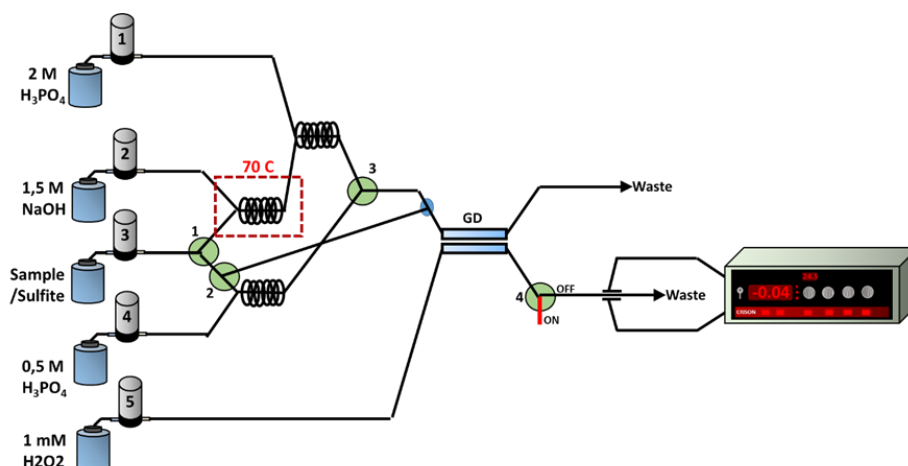 1
2 M
H₃PO₄
2
70 C
3
1,5 M
NaOH
Waste
GD
3
1
Sample
/Sulfite
2
4
OFF
Waste
ON
-0.04
CRISON
4
0,5 M
H₃PO₄
5
1 mM
H2O2